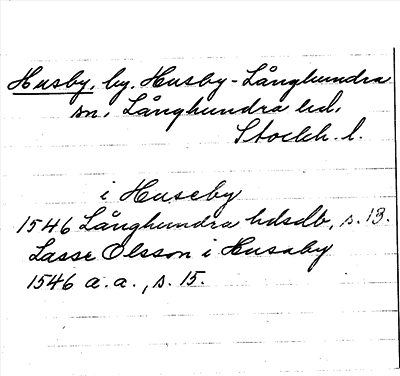 Husby, by, Husby-Långhundra
sn, Långhundra hd,
Stockh. l.
i Huseby
1546 Långhundra hdsdb, s. 13.
Lasse Olsson i Husaby
1546 a. a., s. 15.